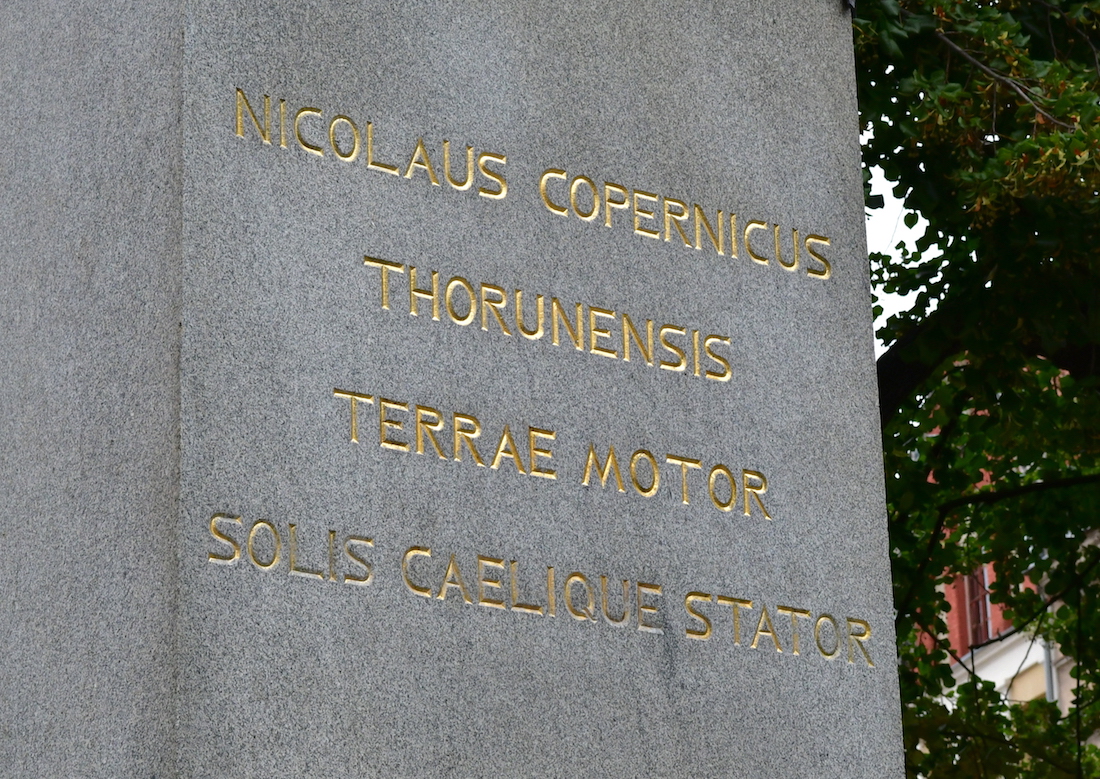 NICOLAUS COPERNICUS
THORUNENSIS
TERRAE MOTOR
SOLIS CAELIQUE STATOR